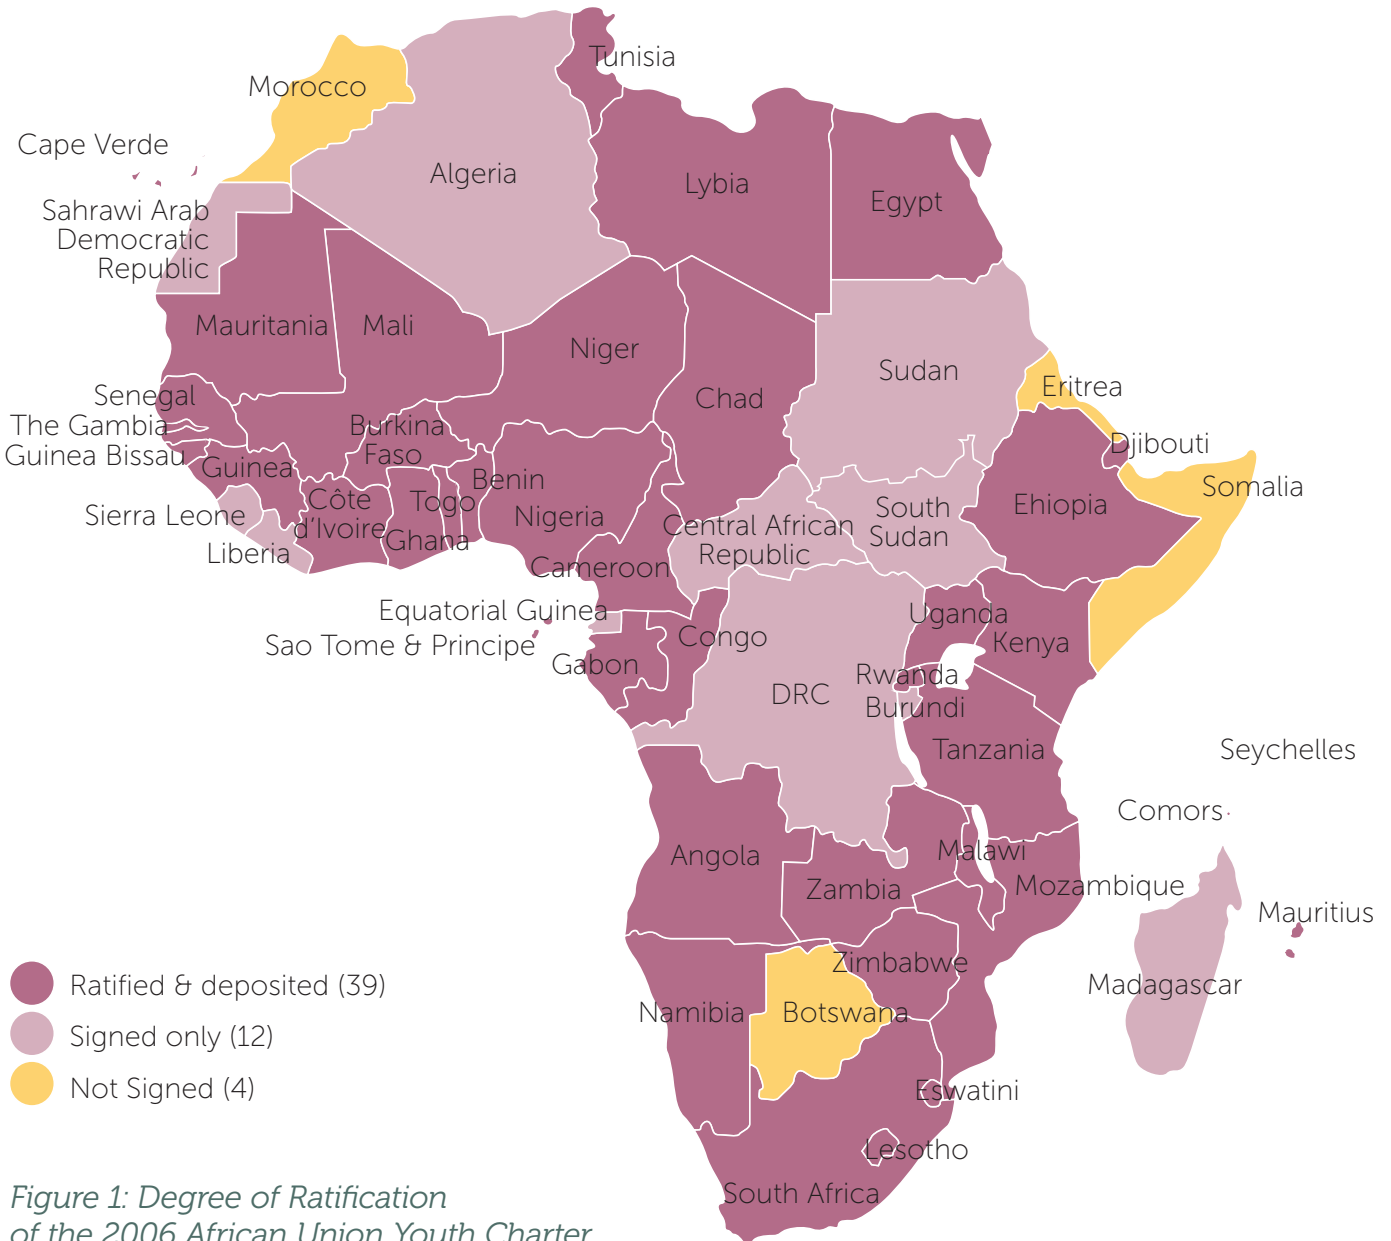 Tunisia
Morocco
Cape Verde
Algeria
Lybia
Egypt
Sahrawi Arab
Democratic
Republic
Mauritania
Mali
Niger
Chad
Sudan
Eritrea
Senegal
The Gambia
Guinea Bissau
Burkina
Faso
Djibouti
Guinea
Benin
Somalia
Sierra Leone
Côte
d'Ivoire
Togo
Ghana
Nigeria
South
Sudan
Ehiopia
Liberia
Central African
Republic
Cameroon
Equatorial Guinea
Sao Tome & Principe
Gabon
Congo
Uganda
Kenya
DRC
Rwanda
Burundi
Tanzania
Seychelles
Comors
Angola
Malawi
Zambia
Mozambique
Mauritius
Zimbabwe
Madagascar
Namibia
Botswana
Eswatini
Lesotho
South Africa
Ratified & deposited (39)
Signed only (12)
Not Signed (4)
Figure 1: Degree of Ratification
of the 2006 African Union Youth Charter